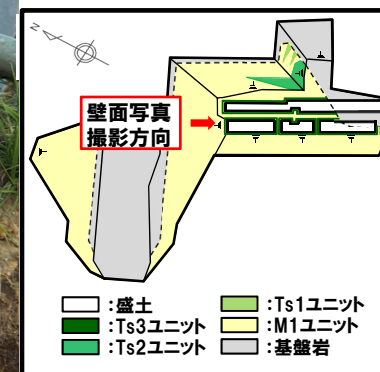 N
壁面写真
撮影方向
:盛土
:Ts3ユニット
:Ts2ユニット
:Ts1ユニット
:M1ユニット
:基盤岩